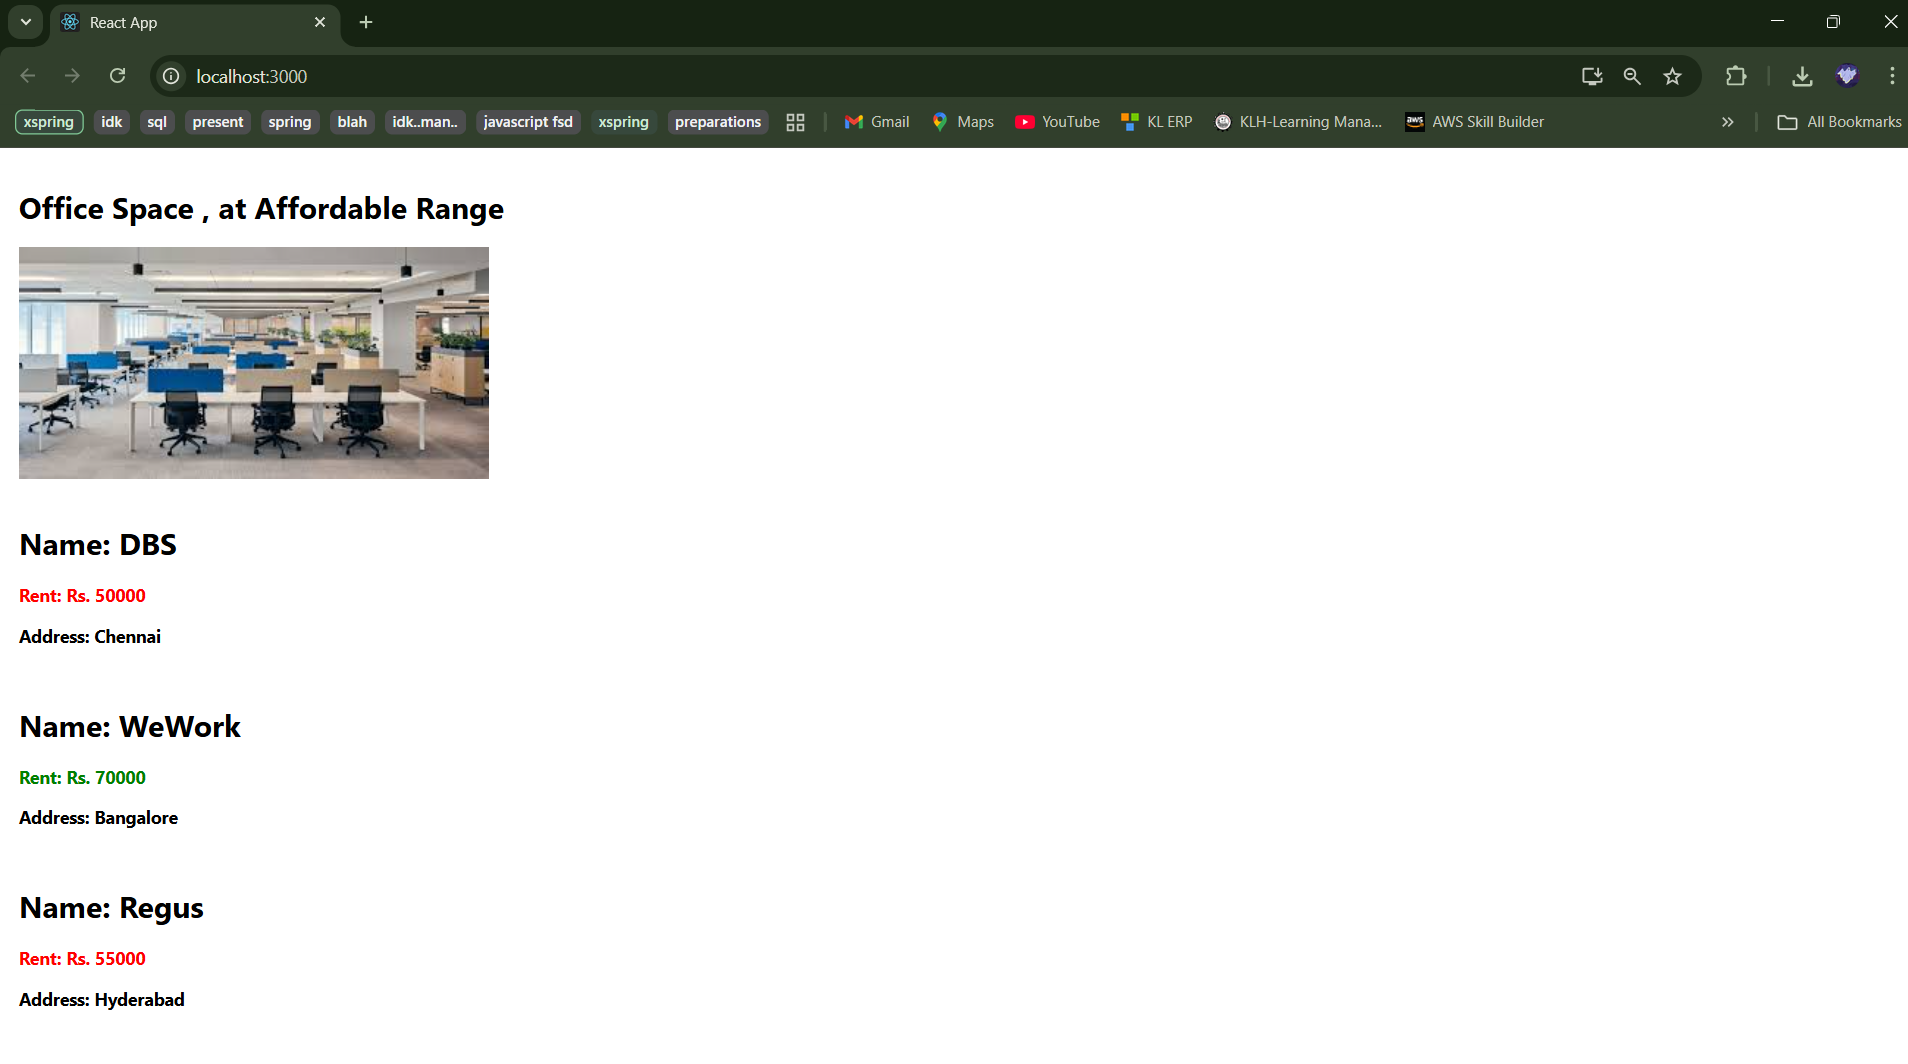 React App
localhost:3000
xspring idk sql present spring blah idk..man.. javascript fsd xspring preparations Gmail Maps YouTube KL ERP KLH-Learning Mana... aws AWS Skill Builder All Bookmarks
Office Space , at Affordable Range
Name: DBS
Rent: Rs. 50000
Address: Chennai
Name: WeWork
Rent: Rs. 70000
Address: Bangalore
Name: Regus
Rent: Rs. 55000
Address: Hyderabad